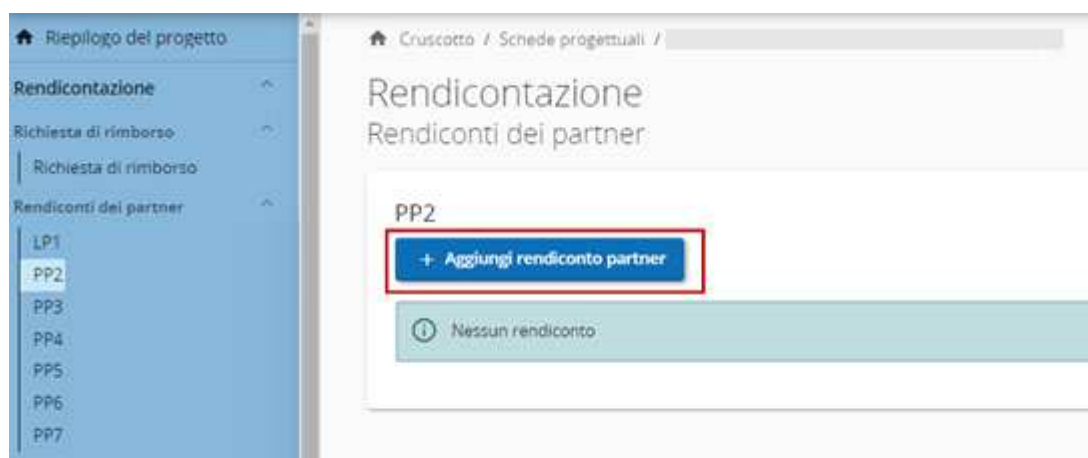 Riepilogo del progetto
Rendicontazione
Richiesta di rimborso
Richiesta di rimborso
Rendiconti dei partner
LP1
PP2
PP3
PP4
PP5
PP6
PP7
Cruscotto / Schede progettuali /
Rendicontazione
Rendiconti dei partner
PP2
+ Aggiungi rendiconto partner
Nessun rendiconto